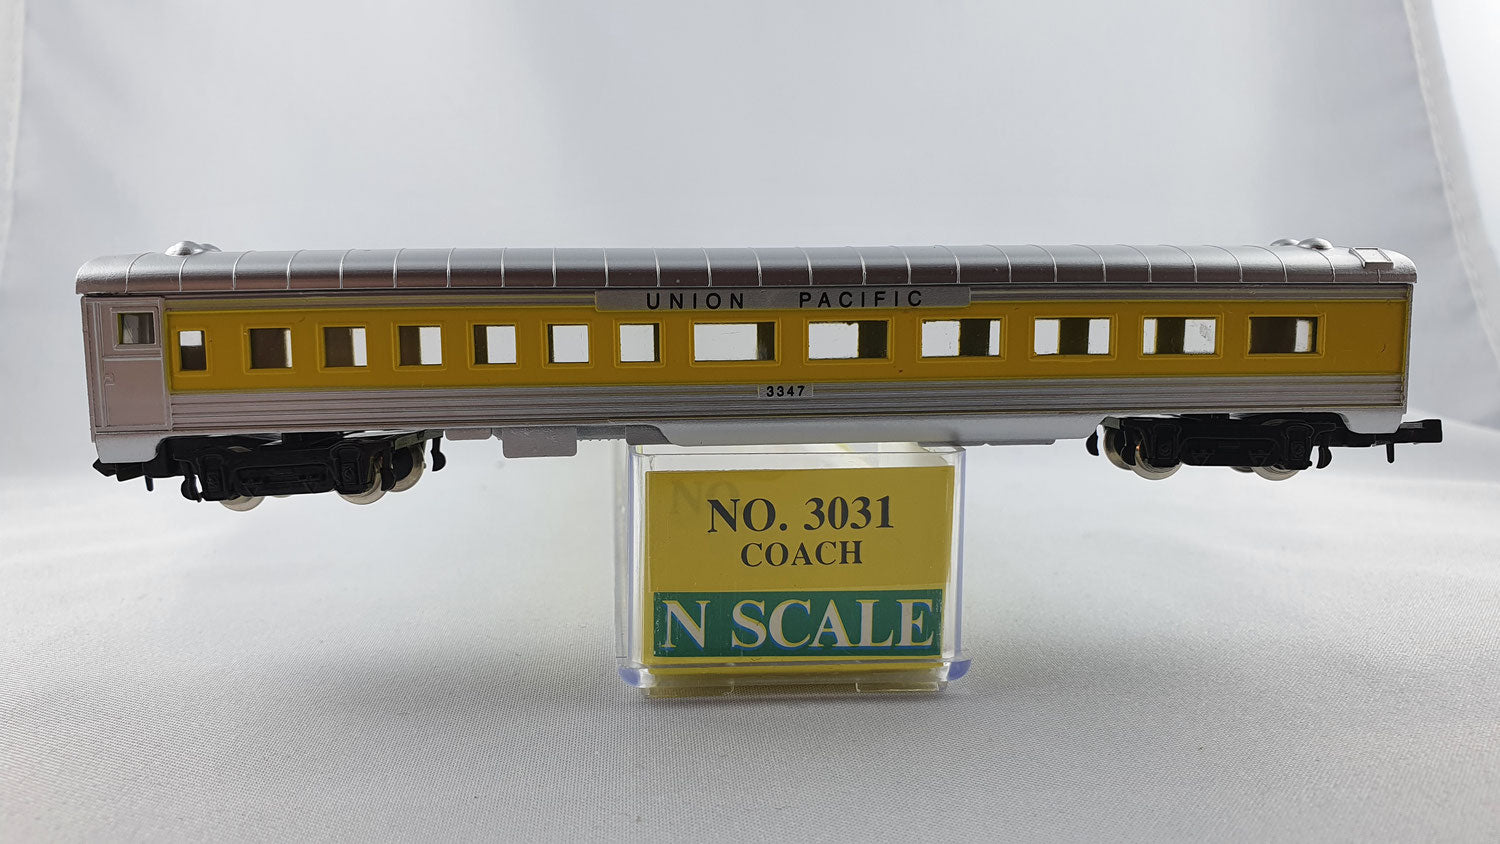 UNION PACIFIC
3347
NO. 3031
COACH
N SCALE